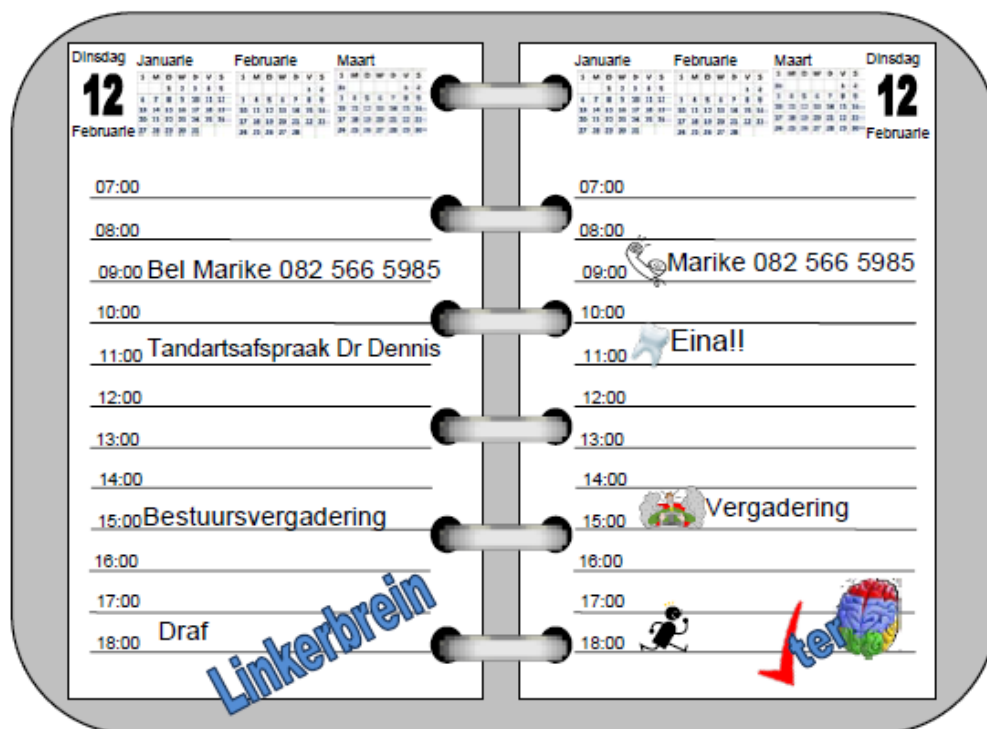 Dinsdag
12
Februarie
Januarie
Februarie
Maart
07:00
08:00
09:00 Bel Marike 082 566 5985
10:00
11:00 Tandartsafspraak Dr Dennis
12:00
13:00
14:00
15:00 Bestuursvergadering
16:00
17:00
18:00 Draf
Linkerbrein
Januarie
Februarie
Maart
Dinsdag
12
Februarie
07:00
08:00
09:00 Marike 082 566 5985
10:00
11:00 Eina!!
12:00
13:00
14:00
15:00 Vergadering
16:00
17:00
18:00
ter